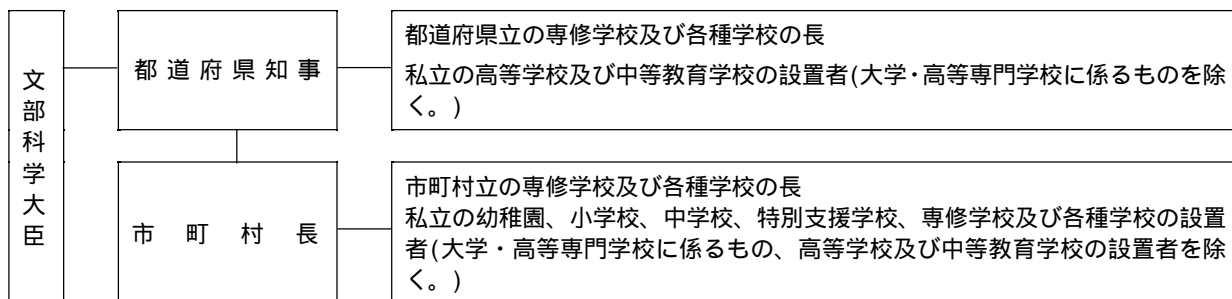 文部科学大臣
都道府県知事
都道府県立の専修学校及び各種学校の長
私立の高等学校及び中等教育学校の設置者(大学・高等専門学校に係るものを除
く。)
市町村長
市町村立の専修学校及び各種学校の長
私立の幼稚園、小学校、中学校、特別支援学校、専修学校及び各種学校の設置
者(大学・高等専門学校に係るもの、高等学校及び中等教育学校の設置者を除
く。)